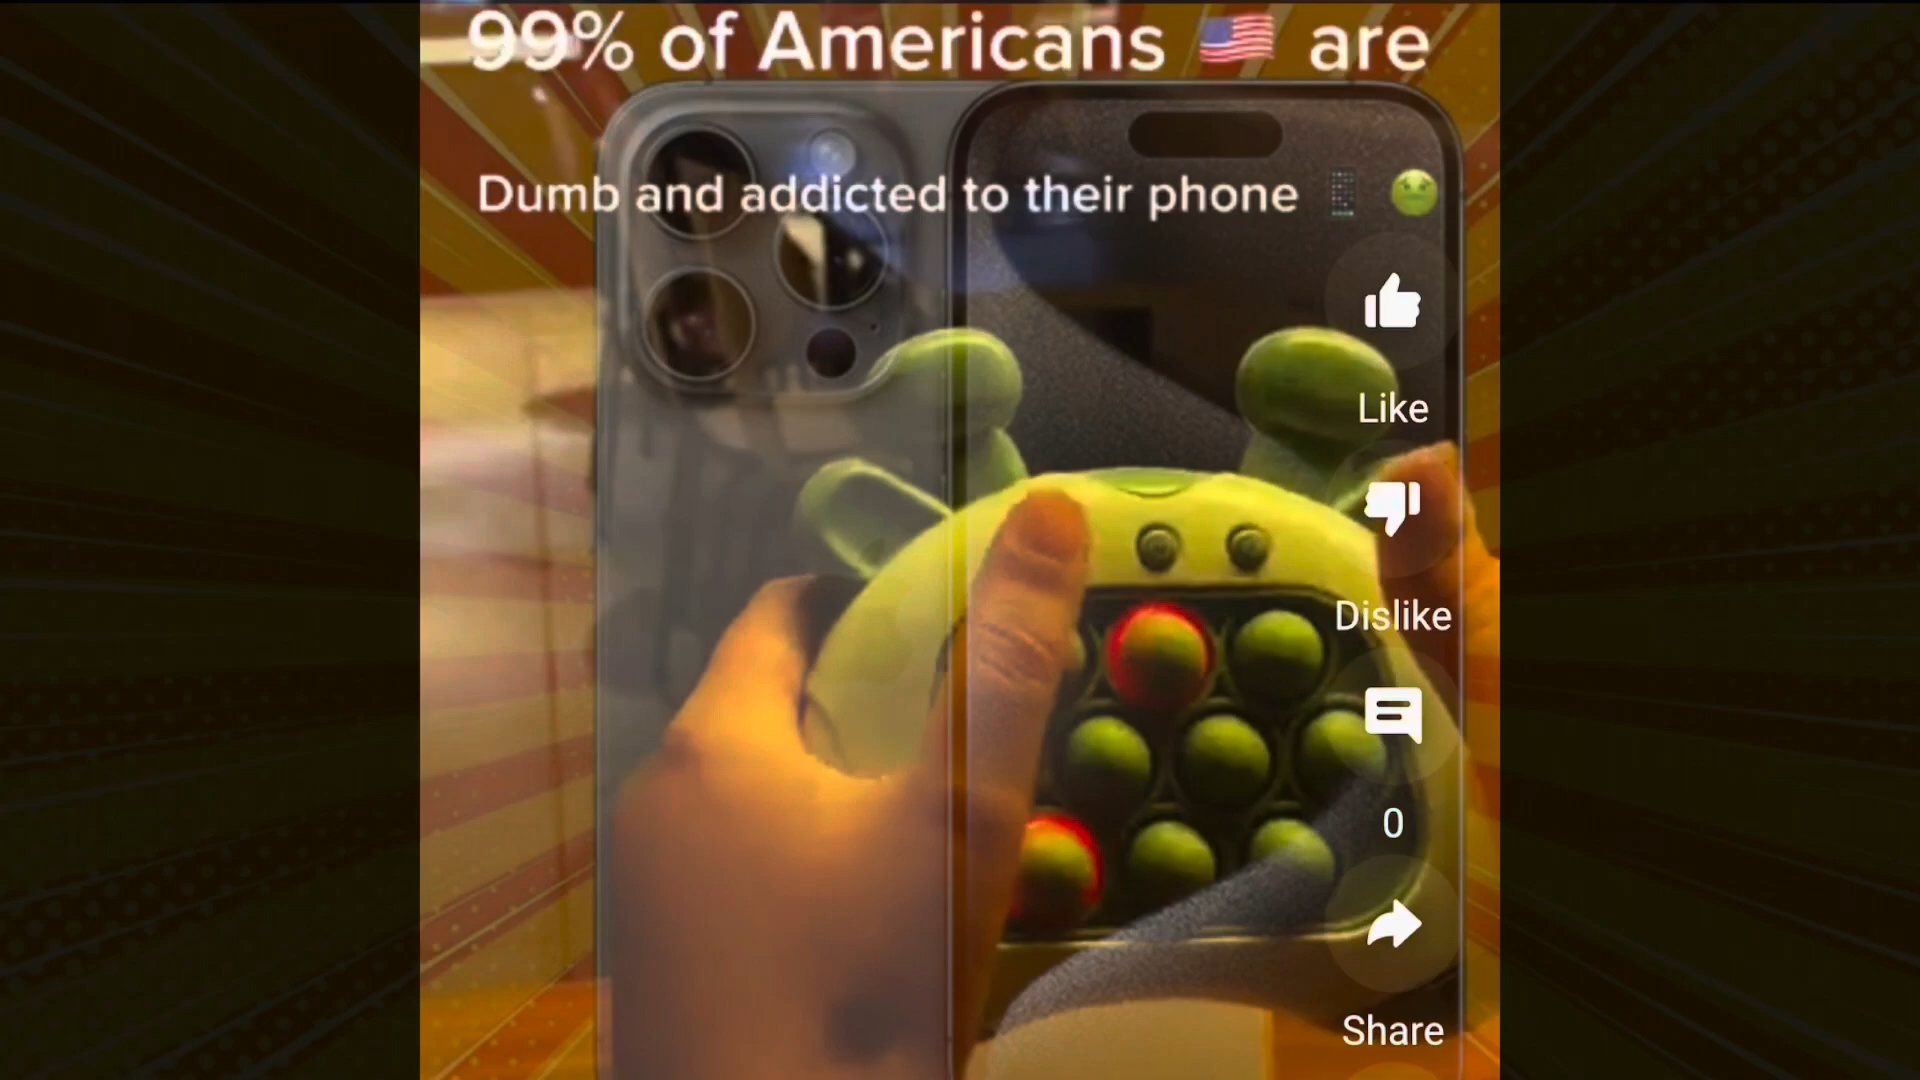 99% of Americans 🇺🇸 are
Dumb and addicted to their phone 📱 🤢
Like
Dislike
0
Share